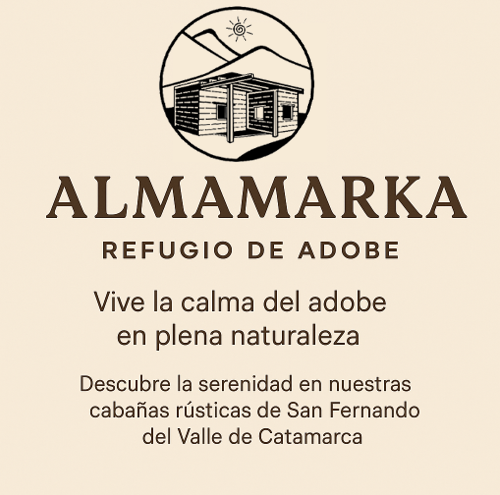 ALMAMARKA
REFUGIO DE ADOBE
Vive la calma del adobe
en plena naturaleza
Descubre la serenidad en nuestras
cabañas rústicas de San Fernando
del Valle de Catamarca